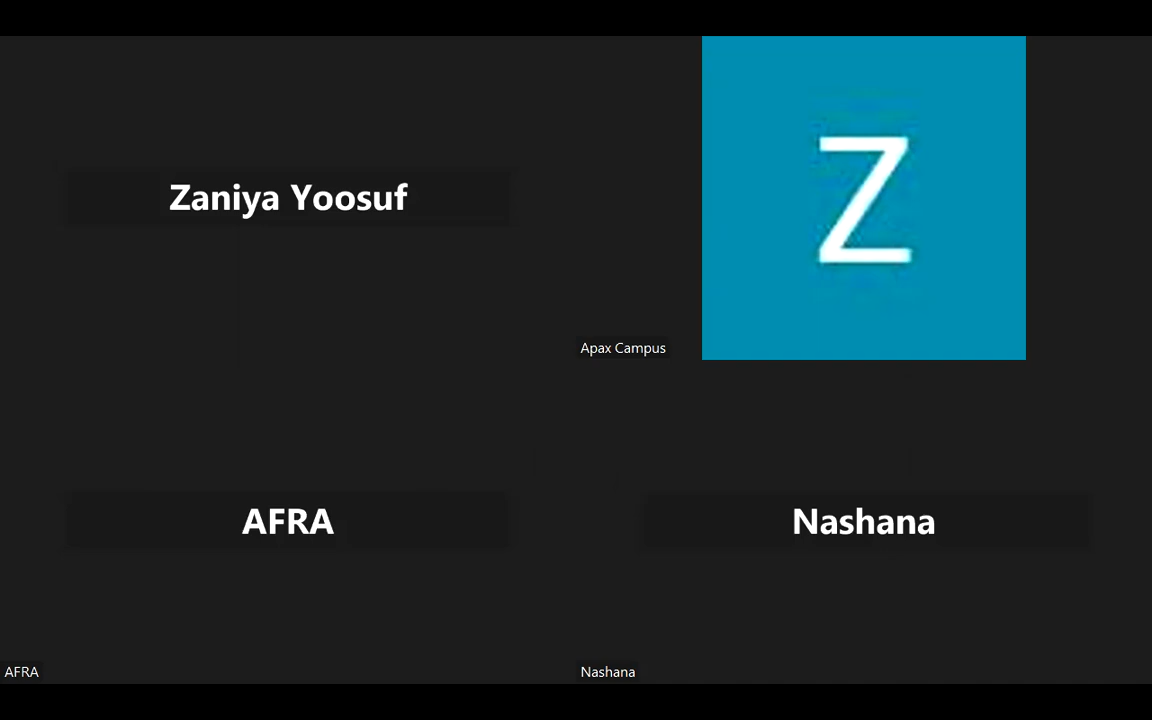 Zaniya Yoosuf
Z
Apax Campus
AFRA
Nashana
AFRA
Nashana